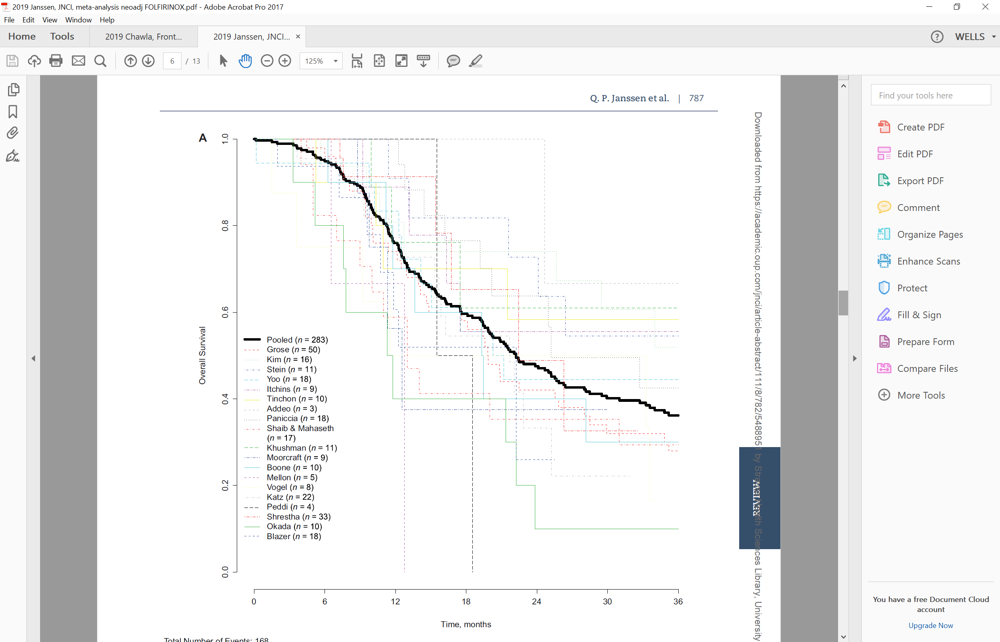 2019 Janssen, JNCI, meta-analysis neoadj FOLFIRINOX.pdf - Adobe Acrobat Pro 2017
File Edit View Window Help
Home Tools 2019 Chawla, Front... 2019 Janssen, JNCI... × WELLS
6 / 13 125%
Find your tools here
Create PDF
Edit PDF
Export PDF
Comment
Organize Pages
Enhance Scans
Protect
Fill & Sign
Prepare Form
Compare Files
More Tools
You have a free Document Cloud
account
Upgrade Now
Q. P. Janssen et al. | 787
A
1.0
0.8
0.6
0.4
0.2
0.0
Overall Survival
Pooled (n = 283)
Grose (n = 50)
Kim (n = 16)
Stein (n = 11)
Yoo (n = 18)
Itchins (n = 9)
Tinchon (n = 10)
Addeo (n = 3)
Paniccia (n = 18)
Shaib & Mahaseth
(n = 17)
Khushman (n = 11)
Moorcraft (n = 9)
Boone (n = 10)
Mellon (n = 5)
Vogel (n = 8)
Katz (n = 22)
Peddi (n = 4)
Shrestha (n = 33)
Okada (n = 10)
Blazer (n = 18)
0 6 12 18 24 30 36
Time, months
Total Number of Events: 168
Downloaded from https://academic.oup.com/jnci/article-abstract/111/8/782/5488951 by Health Sciences Library, University
REVIEW